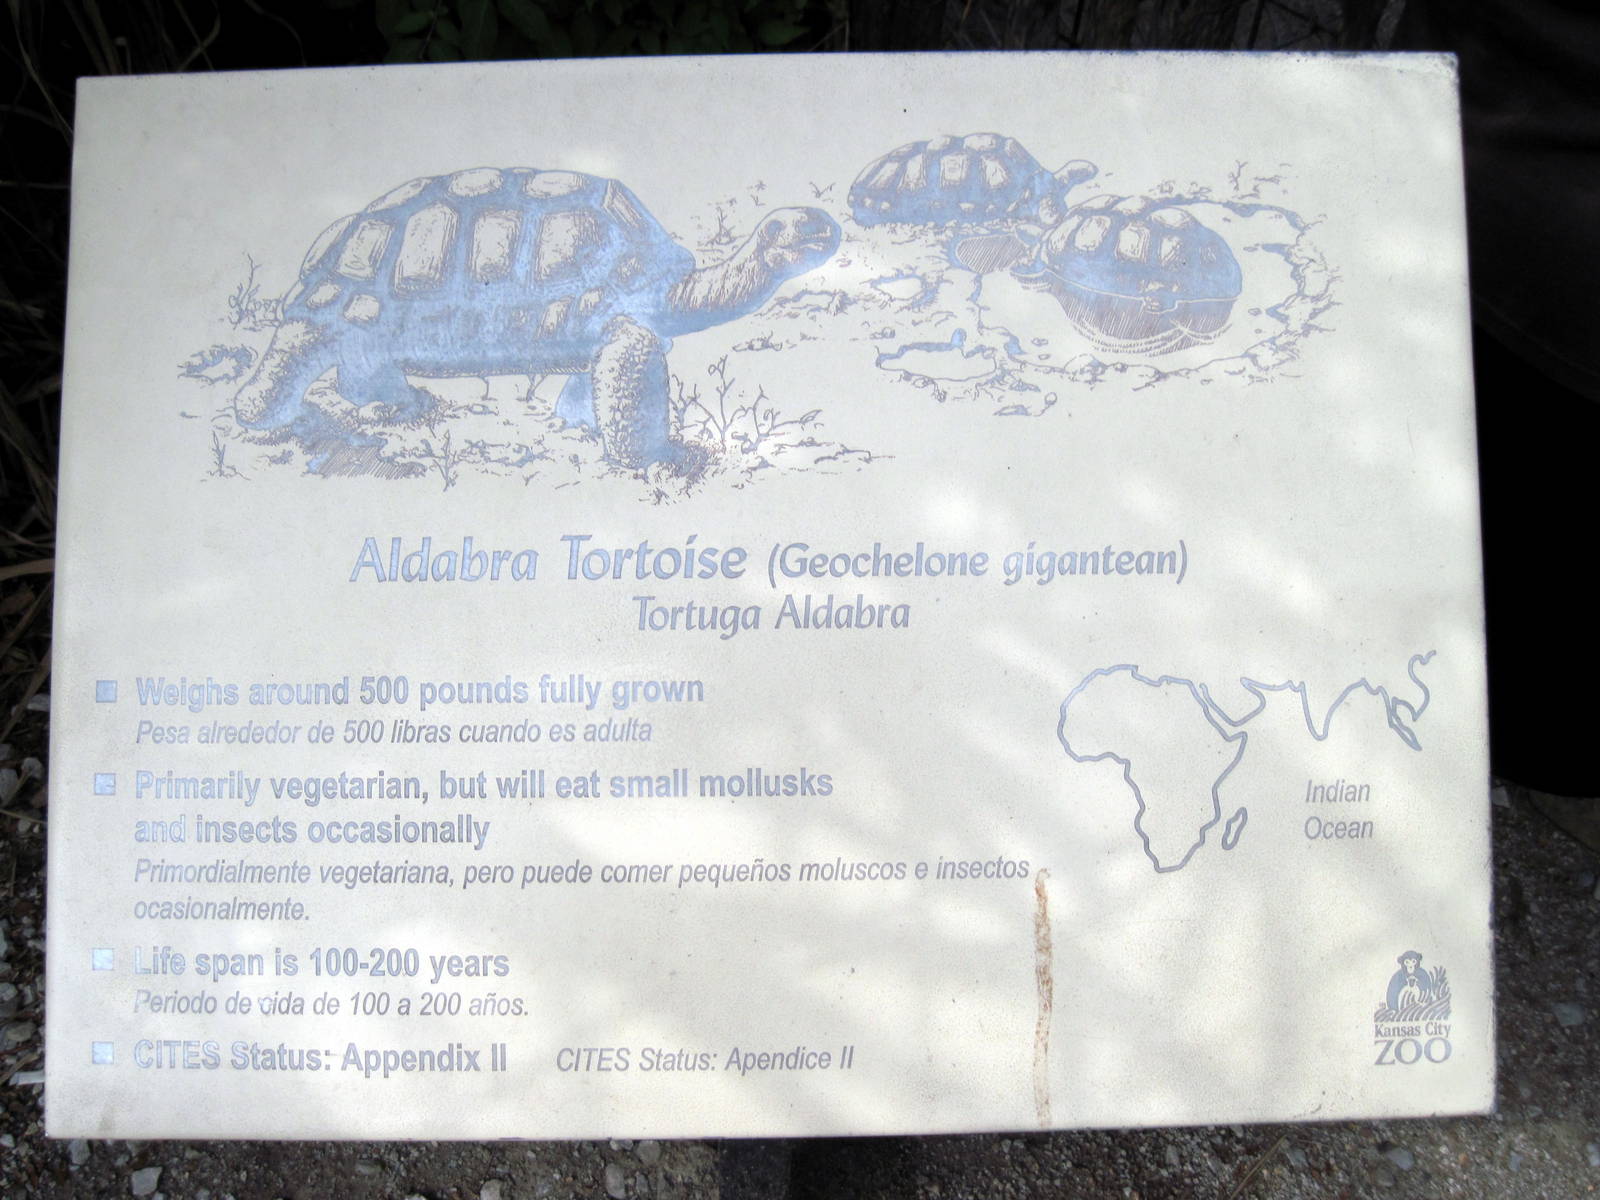 Aldabra Tortoise (Geochelone gigantean)
Tortuga Aldabra
Weighs around 500 pounds fully grown
Pesa alrededor de 500 libras cuando es adulta
Primarily vegetarian, but will eat small mollusks
and insects occasionally
Primordialmente vegetariana, pero puede comer pequeños moluscos e insectos
ocasionalmente.
Life span is 100-200 years
Periodo de cida de 100 a 200 años.
CITES Status: Appendix II CITES Status: Apendice II
Indian
Ocean
Kansas City
ZOO